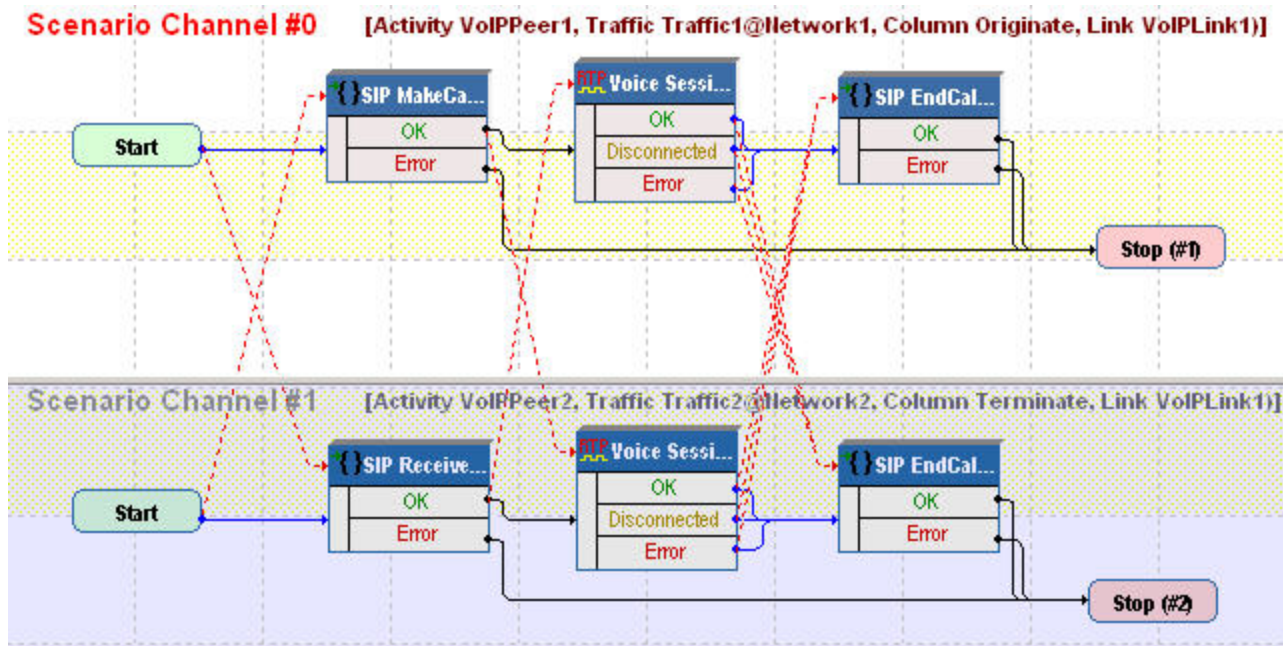 Scenario Channel #0 [Activity VoIPPeer1, Traffic Traffic1@Network1, Column Originate, Link VoIPLink1)]
{}SIP MakeCa... RTP Voice Sessi... {}SIP EndCal...
Start OK OK OK
Error Disconnected Error
Error
Stop (#1)
Scenario Channel #1 [Activity VoIPPeer2, Traffic Traffic2@Network2, Column Terminate, Link VoIPLink1)]
{}SIP Receive... RTP Voice Sessi... {}SIP EndCal...
Start OK OK OK
Error Disconnected Error
Error
Stop (#2)